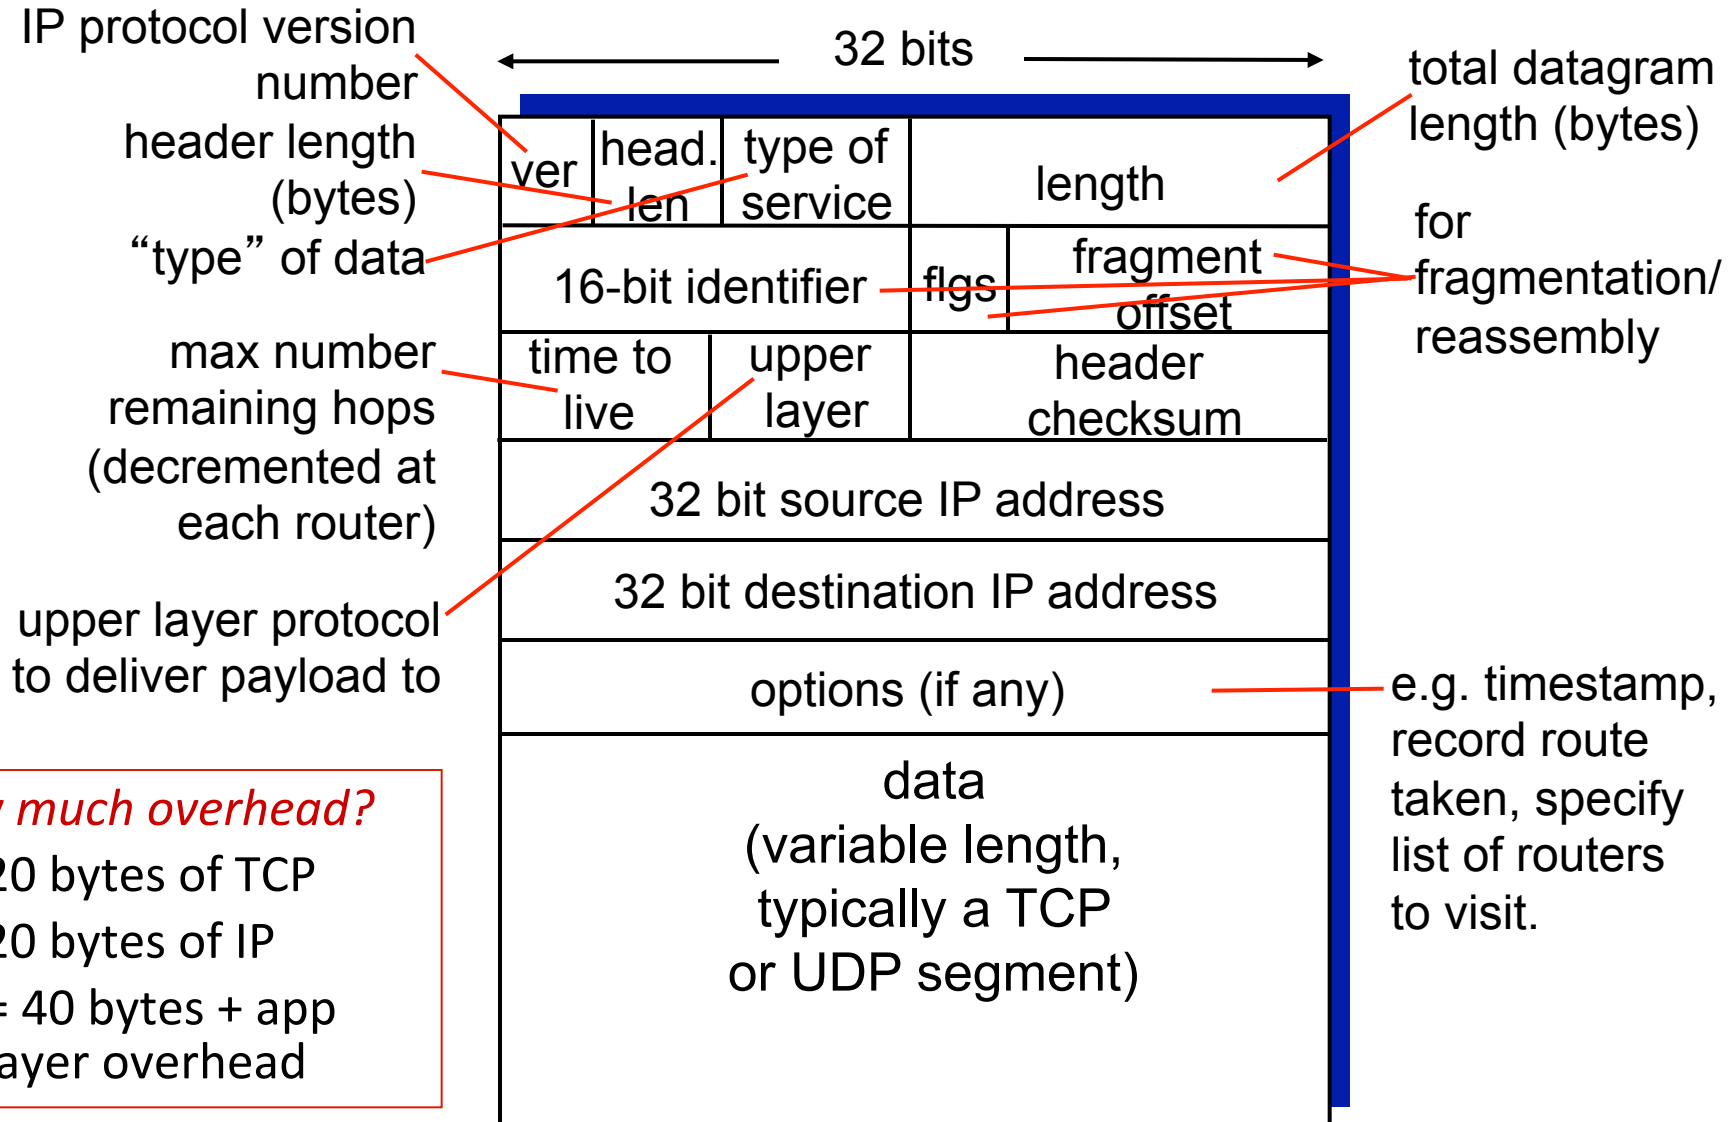 IP protocol version
number
header length
(bytes)
“type” of data
max number
remaining hops
(decremented at
each router)
upper layer protocol
to deliver payload to
much overhead?
20 bytes of TCP
20 bytes of IP
= 40 bytes + app
ayer overhead
32 bits
ver
head.
len
type of
service
length
16-bit identifier
flgs
fragment
offset
time to
live
upper
layer
header
checksum
32 bit source IP address
32 bit destination IP address
options (if any)
data
(variable length,
typically a TCP
or UDP segment)
total datagram
length (bytes)
for
fragmentation/
reassembly
e.g. timestamp,
record route
taken, specify
list of routers
to visit.